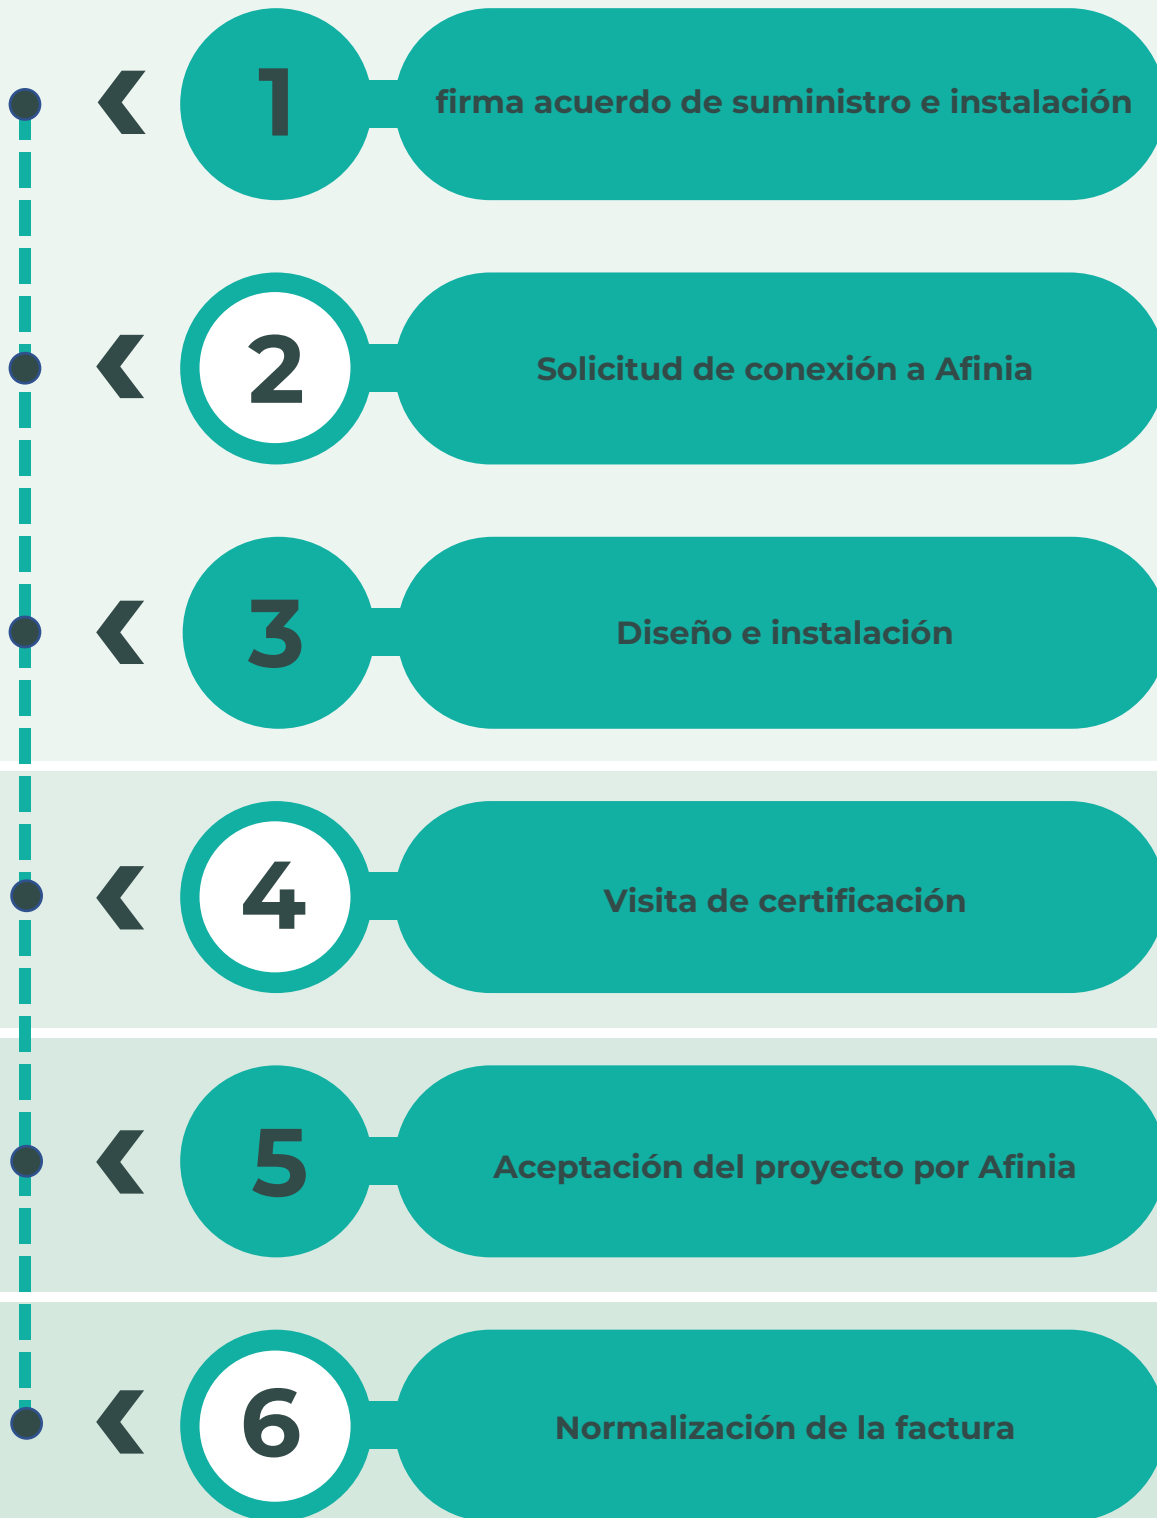 1
firma acuerdo de suministro e instalación
2
Solicitud de conexión a Afinia
3
Diseño e instalación
4
Visita de certificación
5
Aceptación del proyecto por Afinia
6
Normalización de la factura